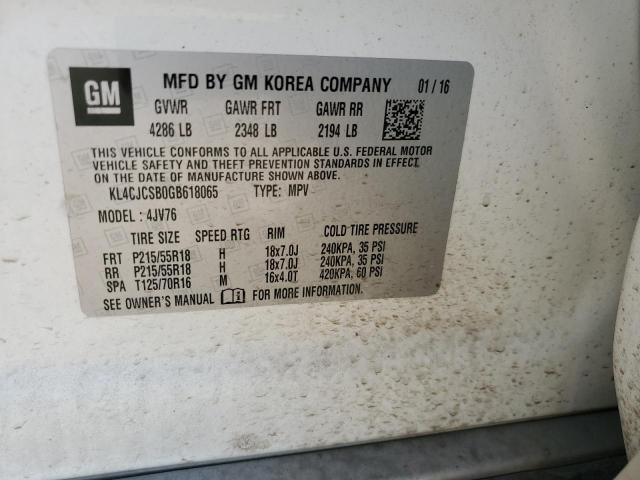 GM MFD BY GM KOREA COMPANY 01 / 16
GVWR GAWR FRT GAWR RR
4286 LB 2348 LB 2194 LB
THIS VEHICLE CONFORMS TO ALL APPLICABLE U.S. FEDERAL MOTOR
VEHICLE SAFETY AND THEFT PREVENTION STANDARDS IN EFFECT
ON THE DATE OF MANUFACTURE SHOWN ABOVE.
KL4CJCSB0GB618065 TYPE: MPV
MODEL: 4JV76
TIRE SIZE SPEED RTG RIM COLD TIRE PRESSURE
FRT P215/55R18 H 18x7.0J 240KPA, 35 PSI
RR P215/55R18 H 18x7.0J 240KPA, 35 PSI
SPA T125/70R16 M 16x4.0T 420KPA, 60 PSI
SEE OWNER'S MANUAL FOR MORE INFORMATION.